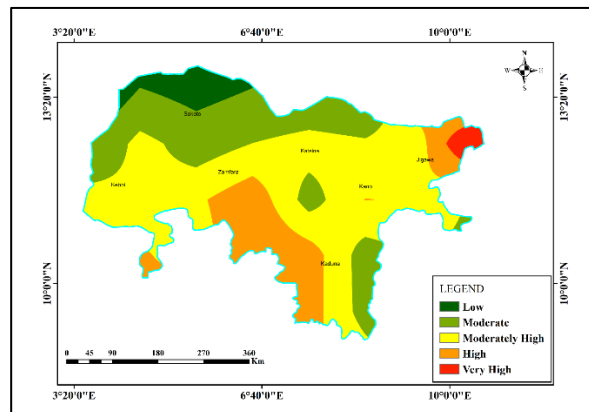 3°20'0"E 6°40'0"E 10°0'0"E
N
W E
S
13°20'0"N 13°20'0"N
Sokoto
Katsina
Jigawa
Zamfara
Kebbi
Kano
Kaduna
10°0'0"N 10°0'0"N
LEGEND
Low
Moderate
Moderately High
High
Very High
0 45 90 180 270 360
KM
3°20'0"E 6°40'0"E 10°0'0"E